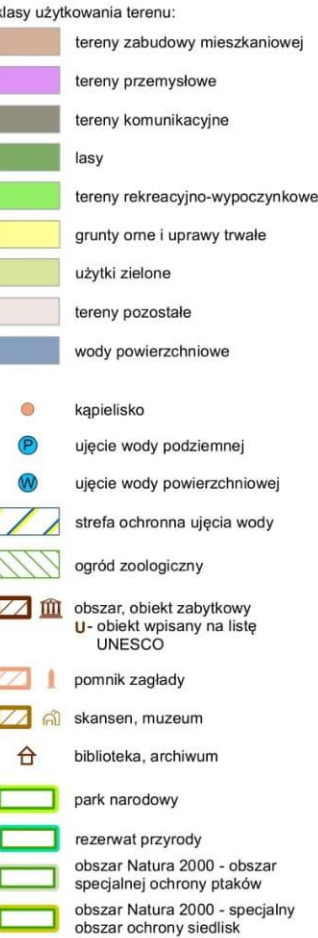 klasy użytkowania terenu:
tereny zabudowy mieszkaniowej
tereny przemysłowe
tereny komunikacyjne
lasy
tereny rekreacyjno-wypoczynkowe
grunty orne i uprawy trwałe
użytki zielone
tereny pozostałe
wody powierzchniowe
kąpielisko
P ujęcie wody podziemnej
W ujęcie wody powierzchniowej
strefa ochronna ujęcia wody
ogród zoologiczny
obszar, obiekt zabytkowy
U- obiekt wpisany na listę
UNESCO
pomnik zagłady
skansen, muzeum
biblioteka, archiwum
park narodowy
rezerwat przyrody
obszar Natura 2000 - obszar
specjalnej ochrony ptaków
obszar Natura 2000 - specjalny
obszar ochrony siedlisk